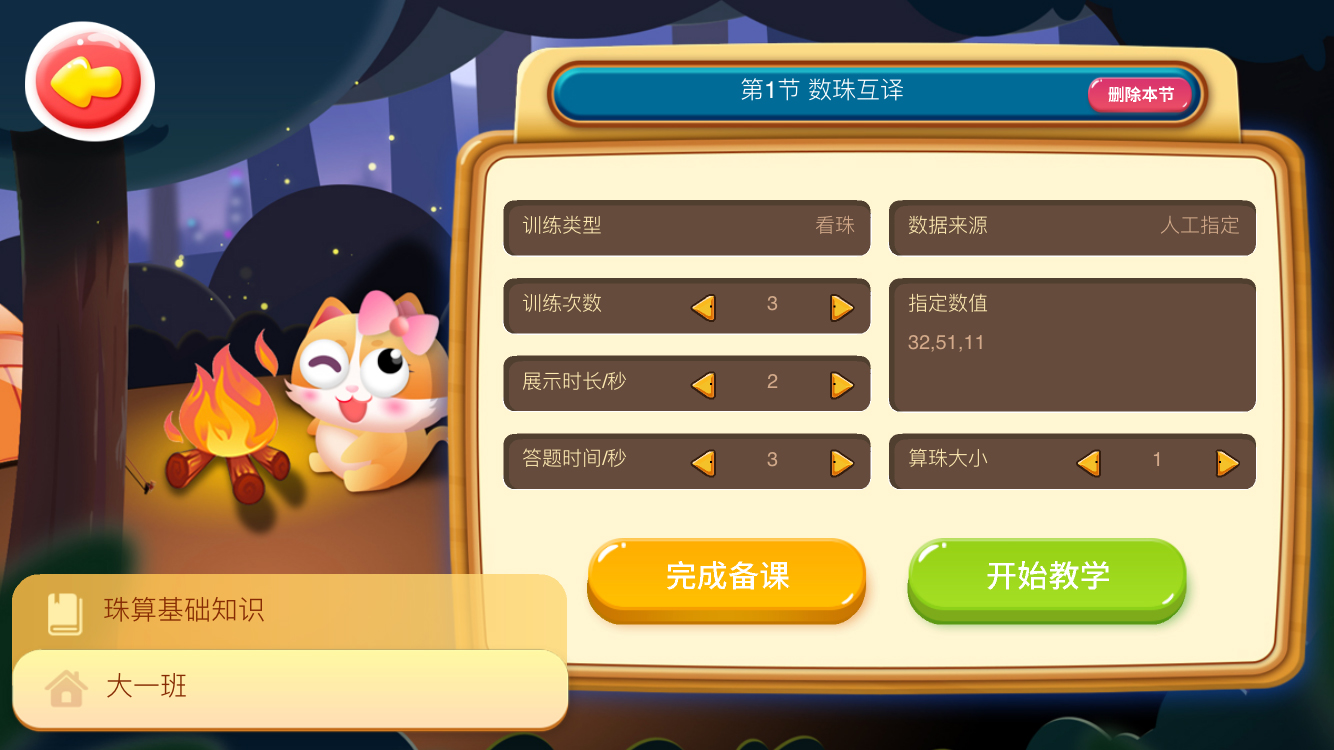 第1节 数珠互译
删除本节
训练类型 看珠
数据来源 人工指定
训练次数 3
指定数值
32,51,11
展示时长/秒 2
答题时间/秒 3
算珠大小 1
完成备课
开始教学
珠算基础知识
大一班